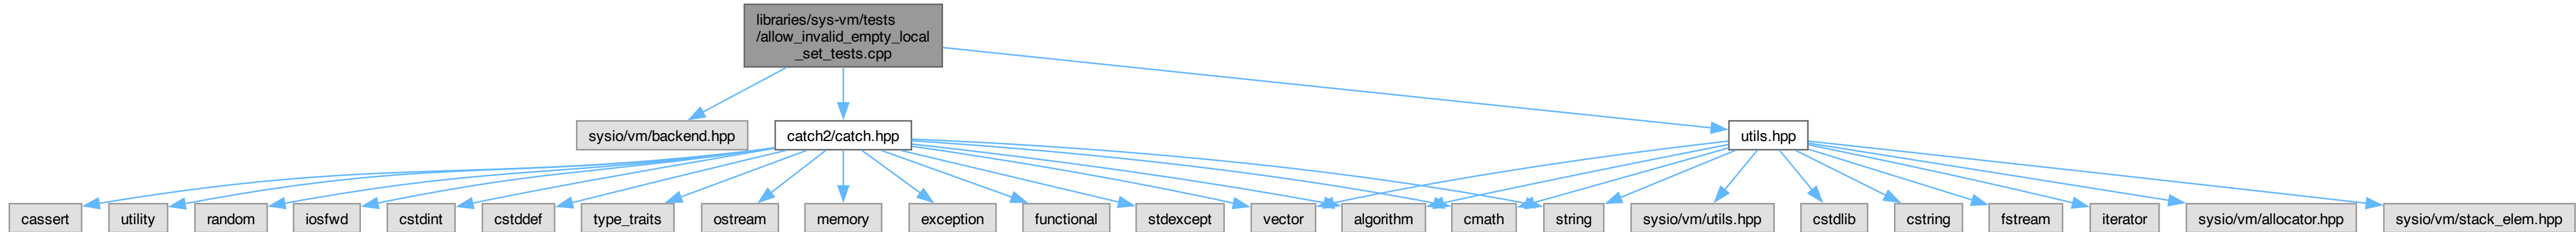 libraries/sys-vm/tests
/allow_invalid_empty_local
_set_tests.cpp
sysio/vm/backend.hpp
catch2/catch.hpp
utils.hpp
cassert
utility
random
iosfwd
cstdint
cstddef
type_traits
ostream
memory
exception
functional
stdexcept
vector
algorithm
cmath
string
sysio/vm/utils.hpp
cstdlib
cstring
fstream
iterator
sysio/vm/allocator.hpp
sysio/vm/stack_elem.hpp